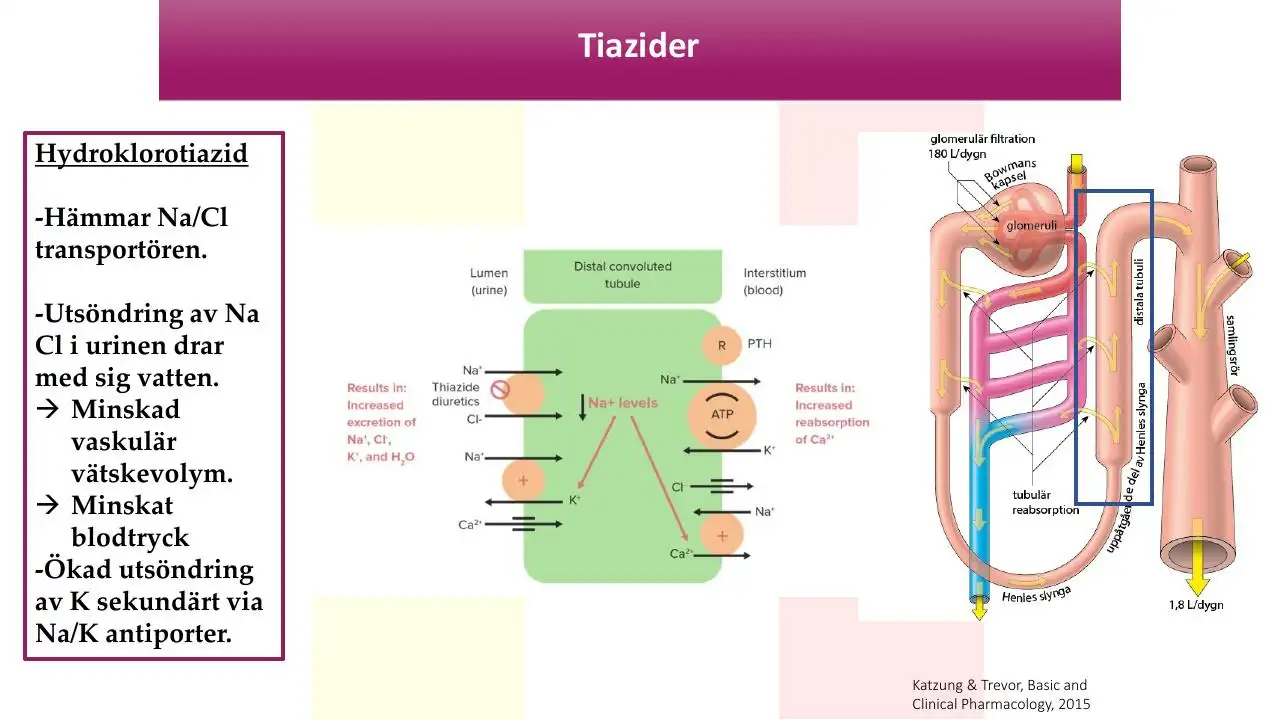 Tiazider
Hydroklorotiazid
-Hämmar Na/Cl
transportören.
-Utsöndring av Na
Cl i urinen drar
med sig vatten.
→ Minskad
vaskulär
vätskevolym.
→ Minskat
blodtryck
-Ökad utsöndring
av K sekundärt via
Na/K antiporter.
Lumen
(urine)
Distal convoluted
tubule
Interstitium
(blood)
Results in:
Increased
excretion of
Na⁺, Cl⁻,
K⁺, and H₂O
Na⁺
Thiazide
diuretics
Cl-
Na⁺
Ca²⁺
Na+ levels
K⁺
R
PTH
Na⁺
ATP
K⁺
Cl
Na⁺
Ca²⁺
Results in:
Increased
reabsorption
of Ca²⁺
glomerulär filtration
180 L/dygn
Bowmans
kapsel
glomeruli
distala tubuli
samlingsrör
tubulär
reabsorption
uppåtgående del av Henles slynga
Henles slynga
1,8 L/dygn
Katzung & Trevor, Basic and
Clinical Pharmacology, 2015